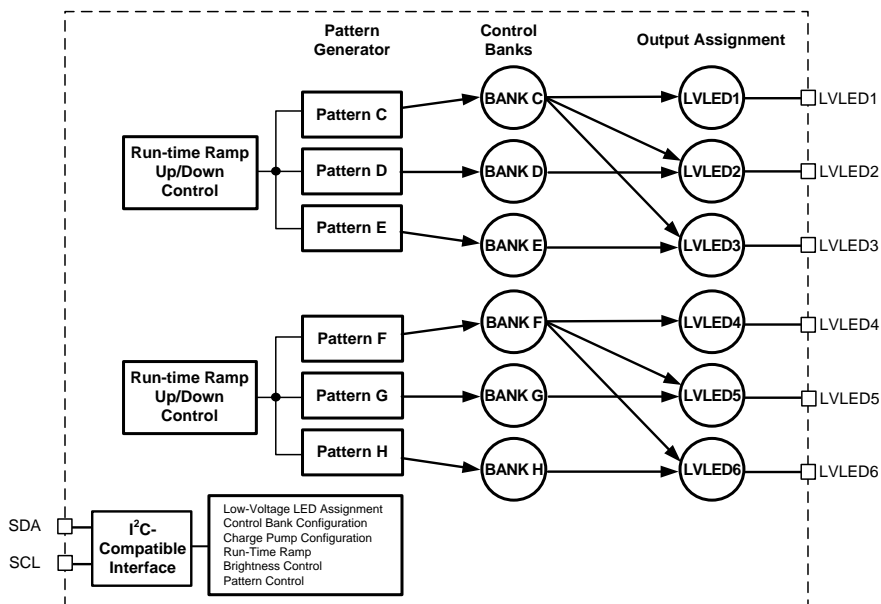 Pattern
Generator
Control
Banks
Output Assignment
Run-time Ramp
Up/Down
Control
Pattern C
Pattern D
Pattern E
BANK C
BANK D
BANK E
LVLED1
LVLED2
LVLED3
LVLED1
LVLED2
LVLED3
Run-time Ramp
Up/Down
Control
Pattern F
Pattern G
Pattern H
BANK F
BANK G
BANK H
LVLED4
LVLED5
LVLED6
LVLED4
LVLED5
LVLED6
SDA
SCL
I²C-
Compatible
Interface
Low-Voltage LED Assignment
Control Bank Configuration
Charge Pump Configuration
Run-Time Ramp
Brightness Control
Pattern Control